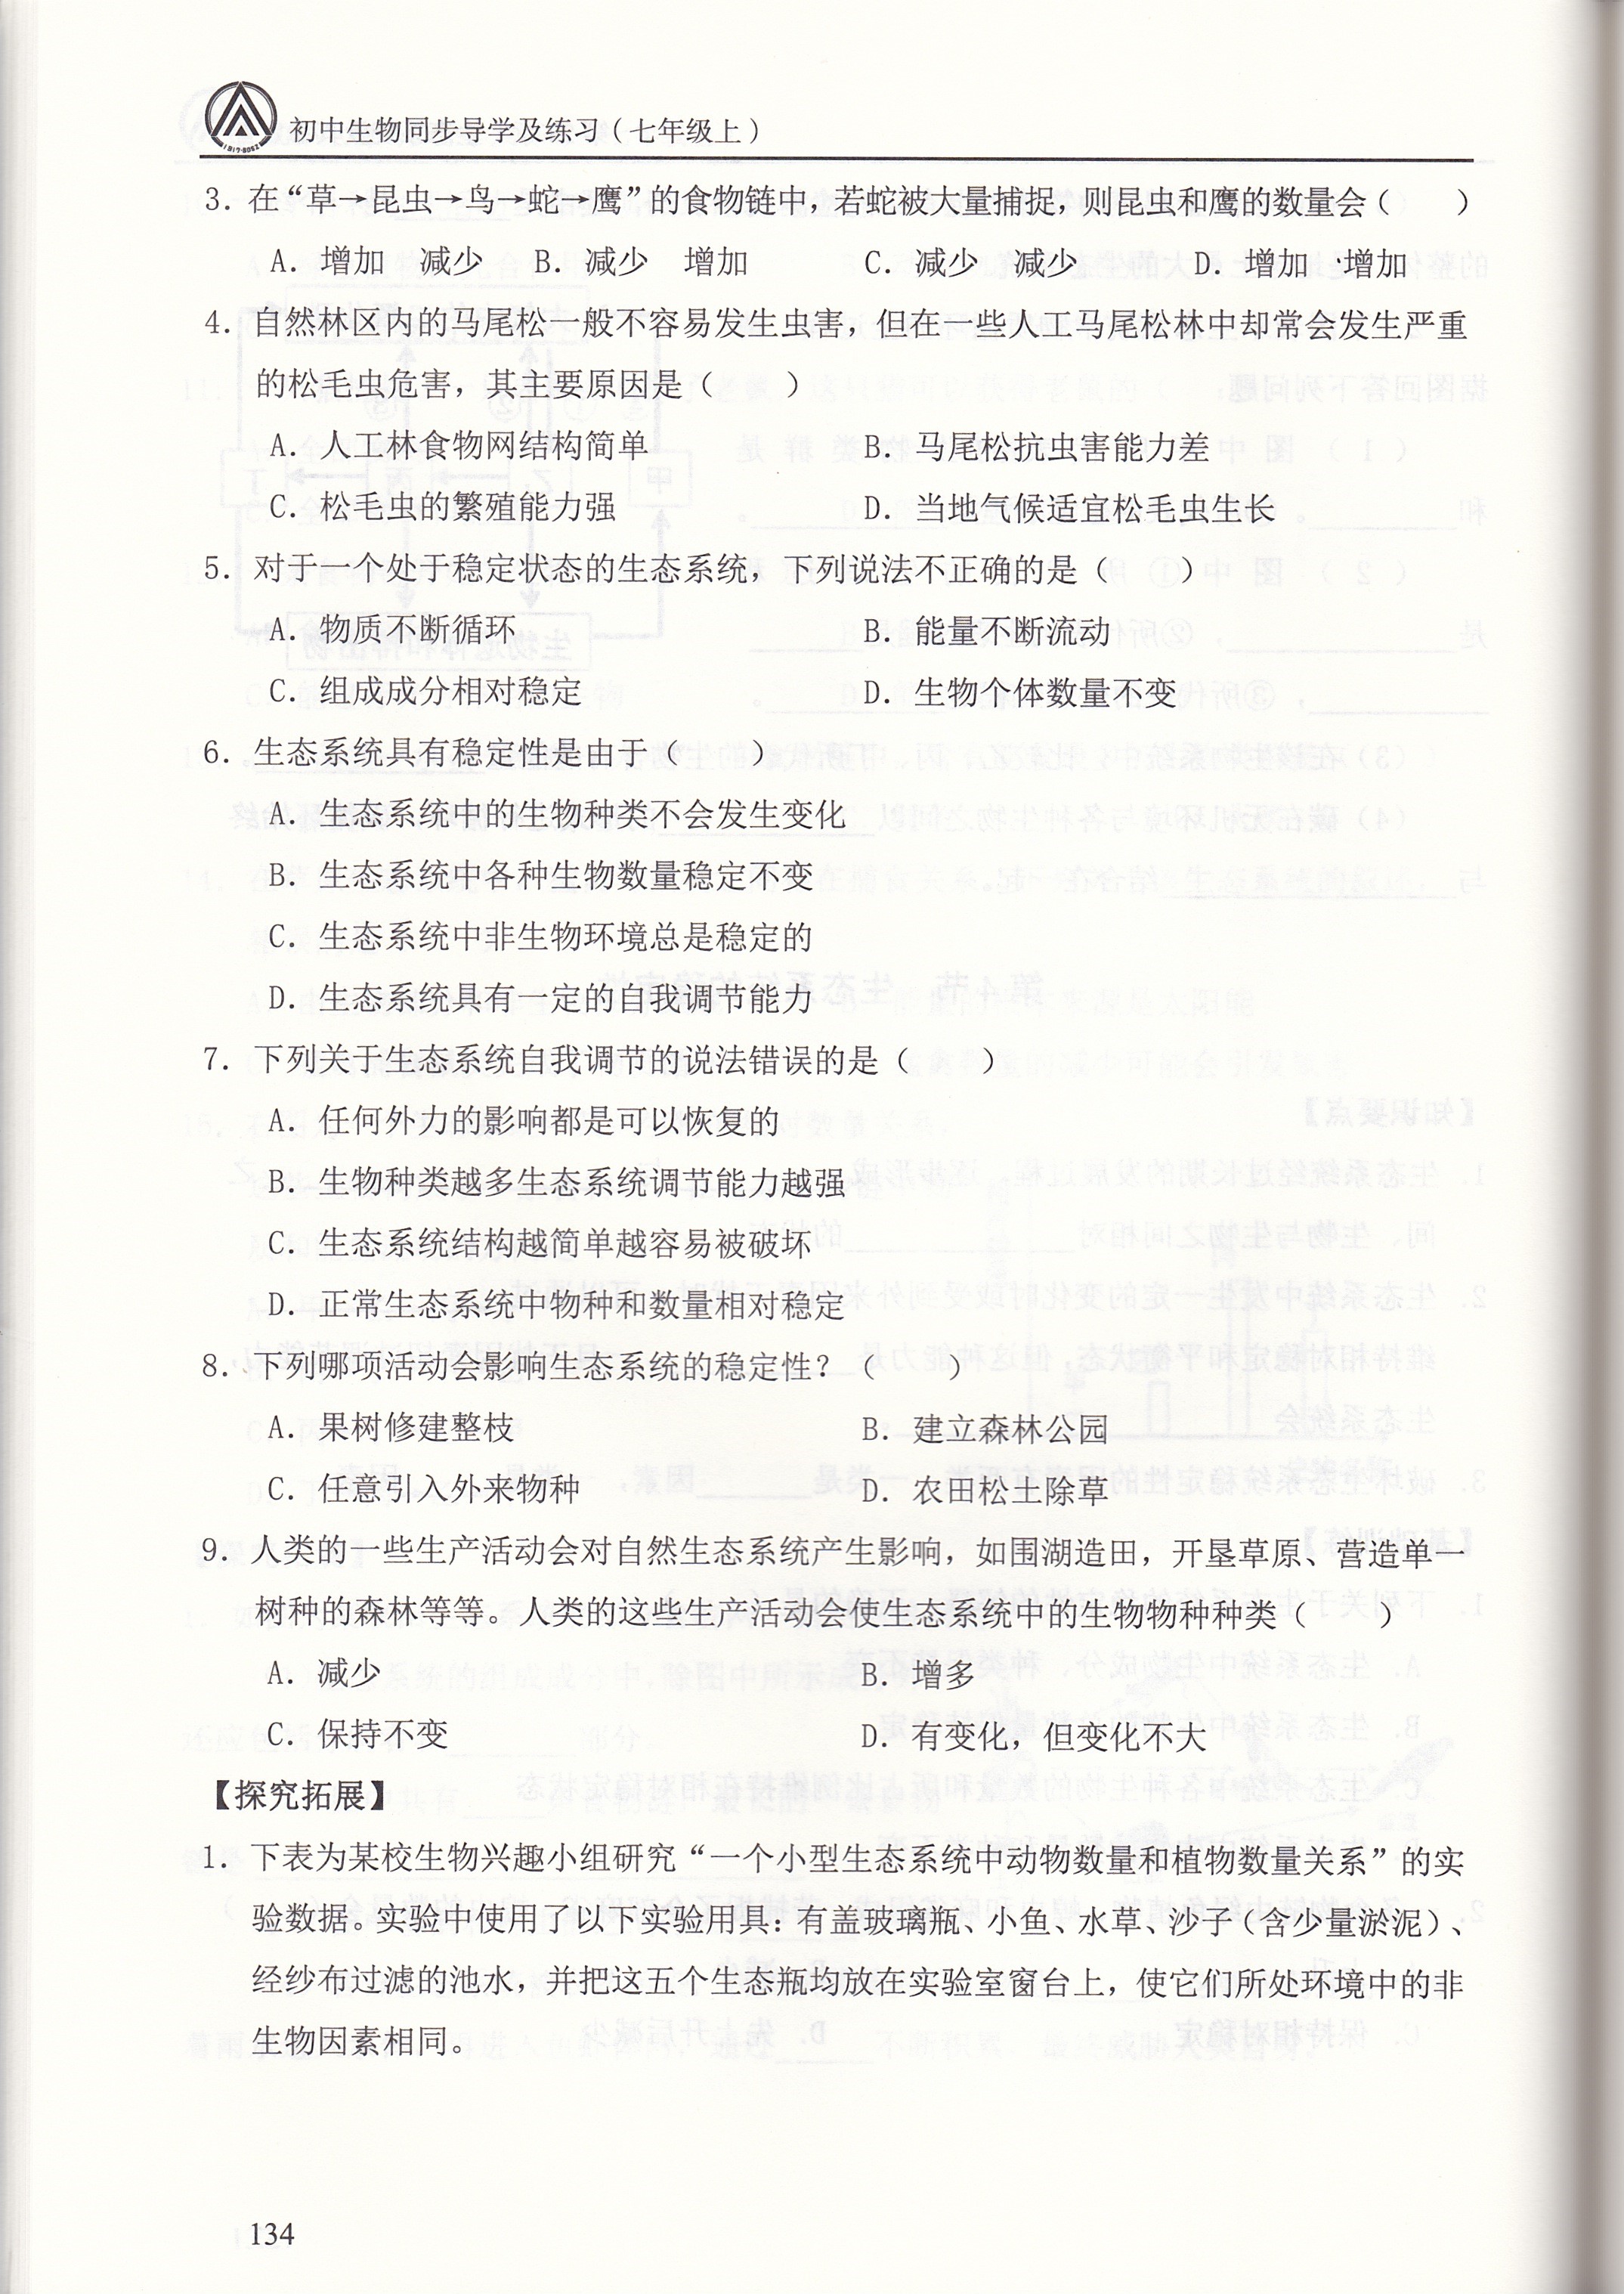 初中生物同步导学及练习(七年级上)
3. 在“草→昆虫→鸟→蛇→鹰”的食物链中,若蛇被大量捕捉,则昆虫和鹰的数量会(　　)
A. 增加　减少　B. 减少　增加　C. 减少　减少　D. 增加　增加
4. 自然林区内的马尾松一般不容易发生虫害,但在一些人工马尾松林中却常会发生严重
的松毛虫危害,其主要原因是(　　)
A. 人工林食物网结构简单　B. 马尾松抗虫害能力差
C. 松毛虫的繁殖能力强　D. 当地气候适宜松毛虫生长
5. 对于一个处于稳定状态的生态系统,下列说法不正确的是(　　)
A. 物质不断循环　B. 能量不断流动
C. 组成成分相对稳定　D. 生物个体数量不变
6. 生态系统具有稳定性是由于(　　)
A. 生态系统中的生物种类不会发生变化
B. 生态系统中各种生物数量稳定不变
C. 生态系统中非生物环境总是稳定的
D. 生态系统具有一定的自我调节能力
7. 下列关于生态系统自我调节的说法错误的是(　　)
A. 任何外力的影响都是可以恢复的
B. 生物种类越多生态系统调节能力越强
C. 生态系统结构越简单越容易被破坏
D. 正常生态系统中物种和数量相对稳定
8. 下列哪项活动会影响生态系统的稳定性?(　　)
A. 果树修建整枝　B. 建立森林公园
C. 任意引入外来物种　D. 农田松土除草
9. 人类的一些生产活动会对自然生态系统产生影响,如围湖造田,开垦草原、营造单一
树种的森林等等。人类的这些生产活动会使生态系统中的生物物种种类(　　)
A. 减少　B. 增多
C. 保持不变　D. 有变化,但变化不大
【探究拓展】
1. 下表为某校生物兴趣小组研究“一个小型生态系统中动物数量和植物数量关系”的实
验数据。实验中使用了以下实验用具:有盖玻璃瓶、小鱼、水草、沙子(含少量淤泥)、
经纱布过滤的池水,并把这五个生态瓶均放在实验室窗台上,使它们所处环境中的非
生物因素相同。
134